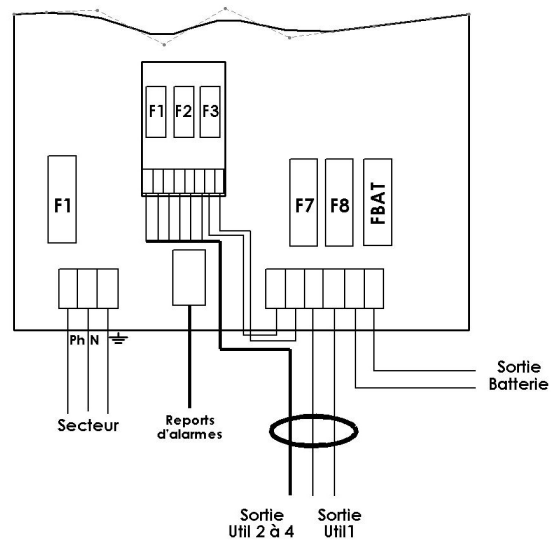 F1 F2 F3
F1
F7 F8 FBAT
Ph N
Secteur
Reports
d'alarmes
Sortie
Batterie
Sortie
Util 2 à 4
Sortie
Util1